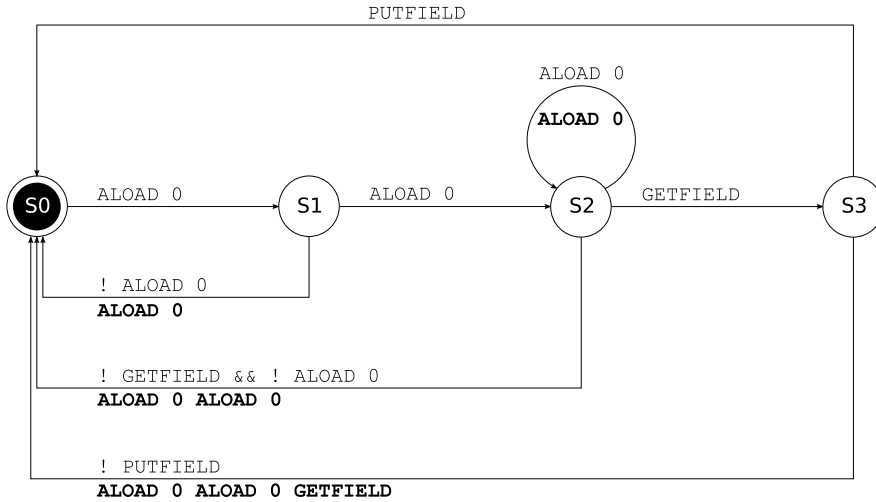 PUTFIELD
ALOAD 0
ALOAD 0
S0
ALOAD 0
S1
ALOAD 0
S2
GETFIELD
S3
! ALOAD 0
ALOAD 0
! GETFIELD && ! ALOAD 0
ALOAD 0 ALOAD 0
! PUTFIELD
ALOAD 0 ALOAD 0 GETFIELD